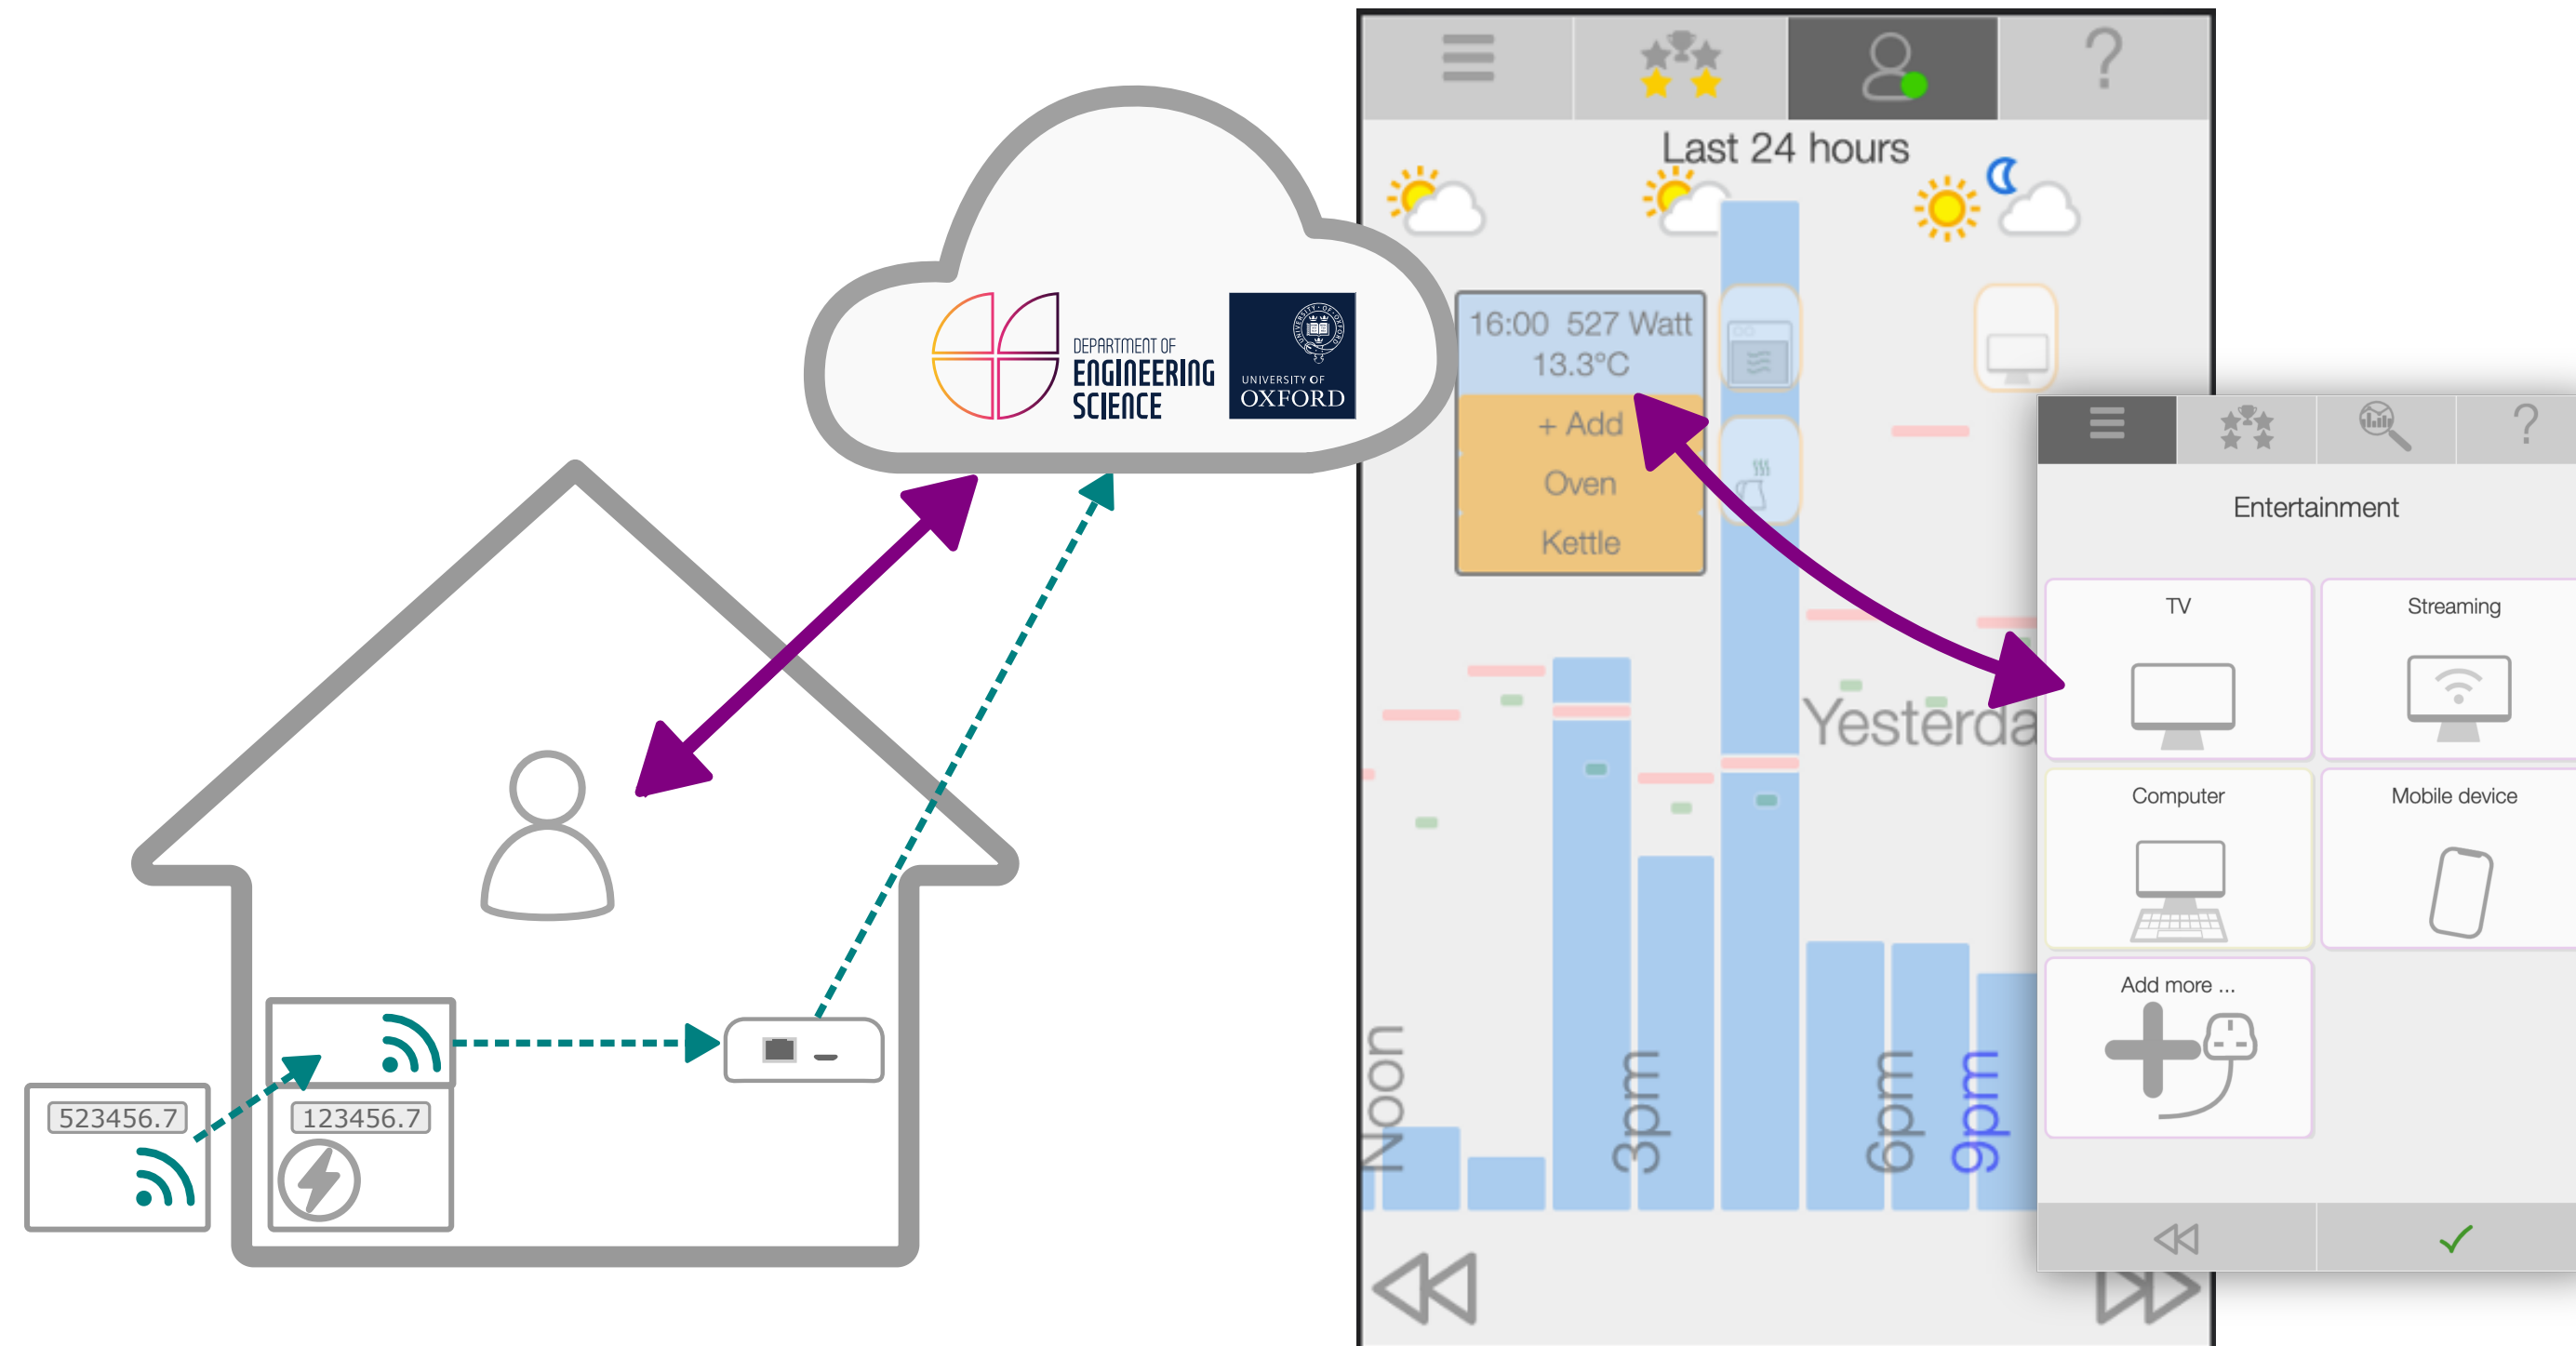 DEPARTMENT OF
ENGINEERING
SCIENCE
UNIVERSITY OF
OXFORD
523456.7
123456.7
?
Last 24 hours
16:00 527 Watt
13.3°C
+ Add
Oven
Kettle
Yesterda
Noon
3pm
6pm
9pm
?
Entertainment
TV
Streaming
Computer
Mobile device
Add more ...